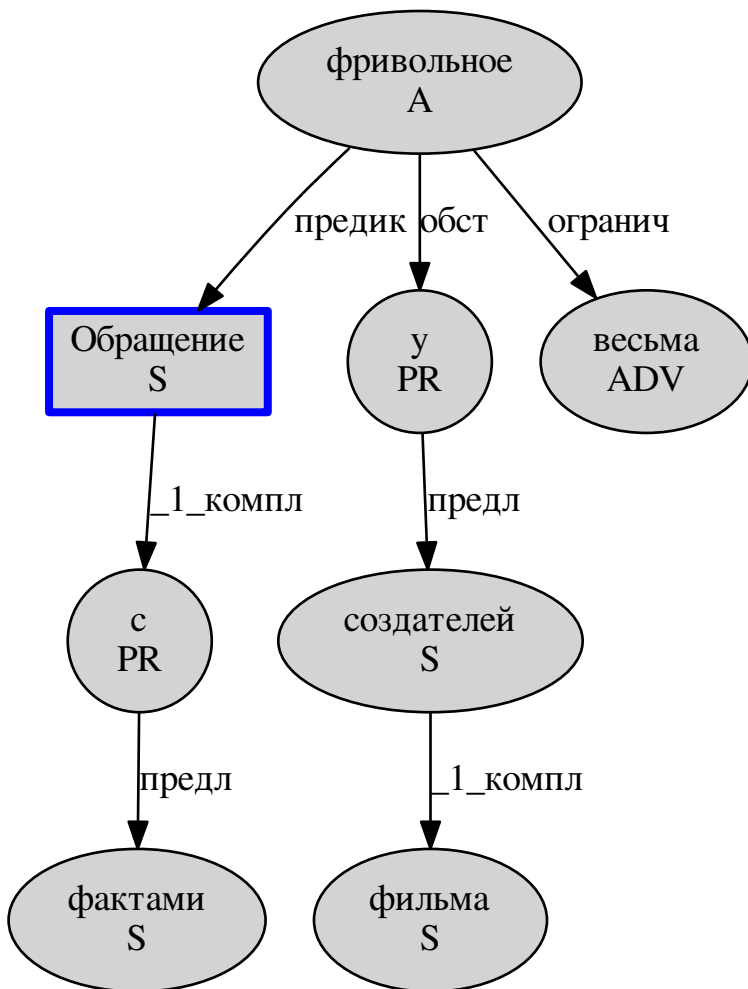 фривольное
A
предик
обст
огранич
Обращение
S
у
PR
весьма
ADV
_1_компл
предл
с
PR
создателей
S
предл
_1_компл
фактами
S
фильма
S